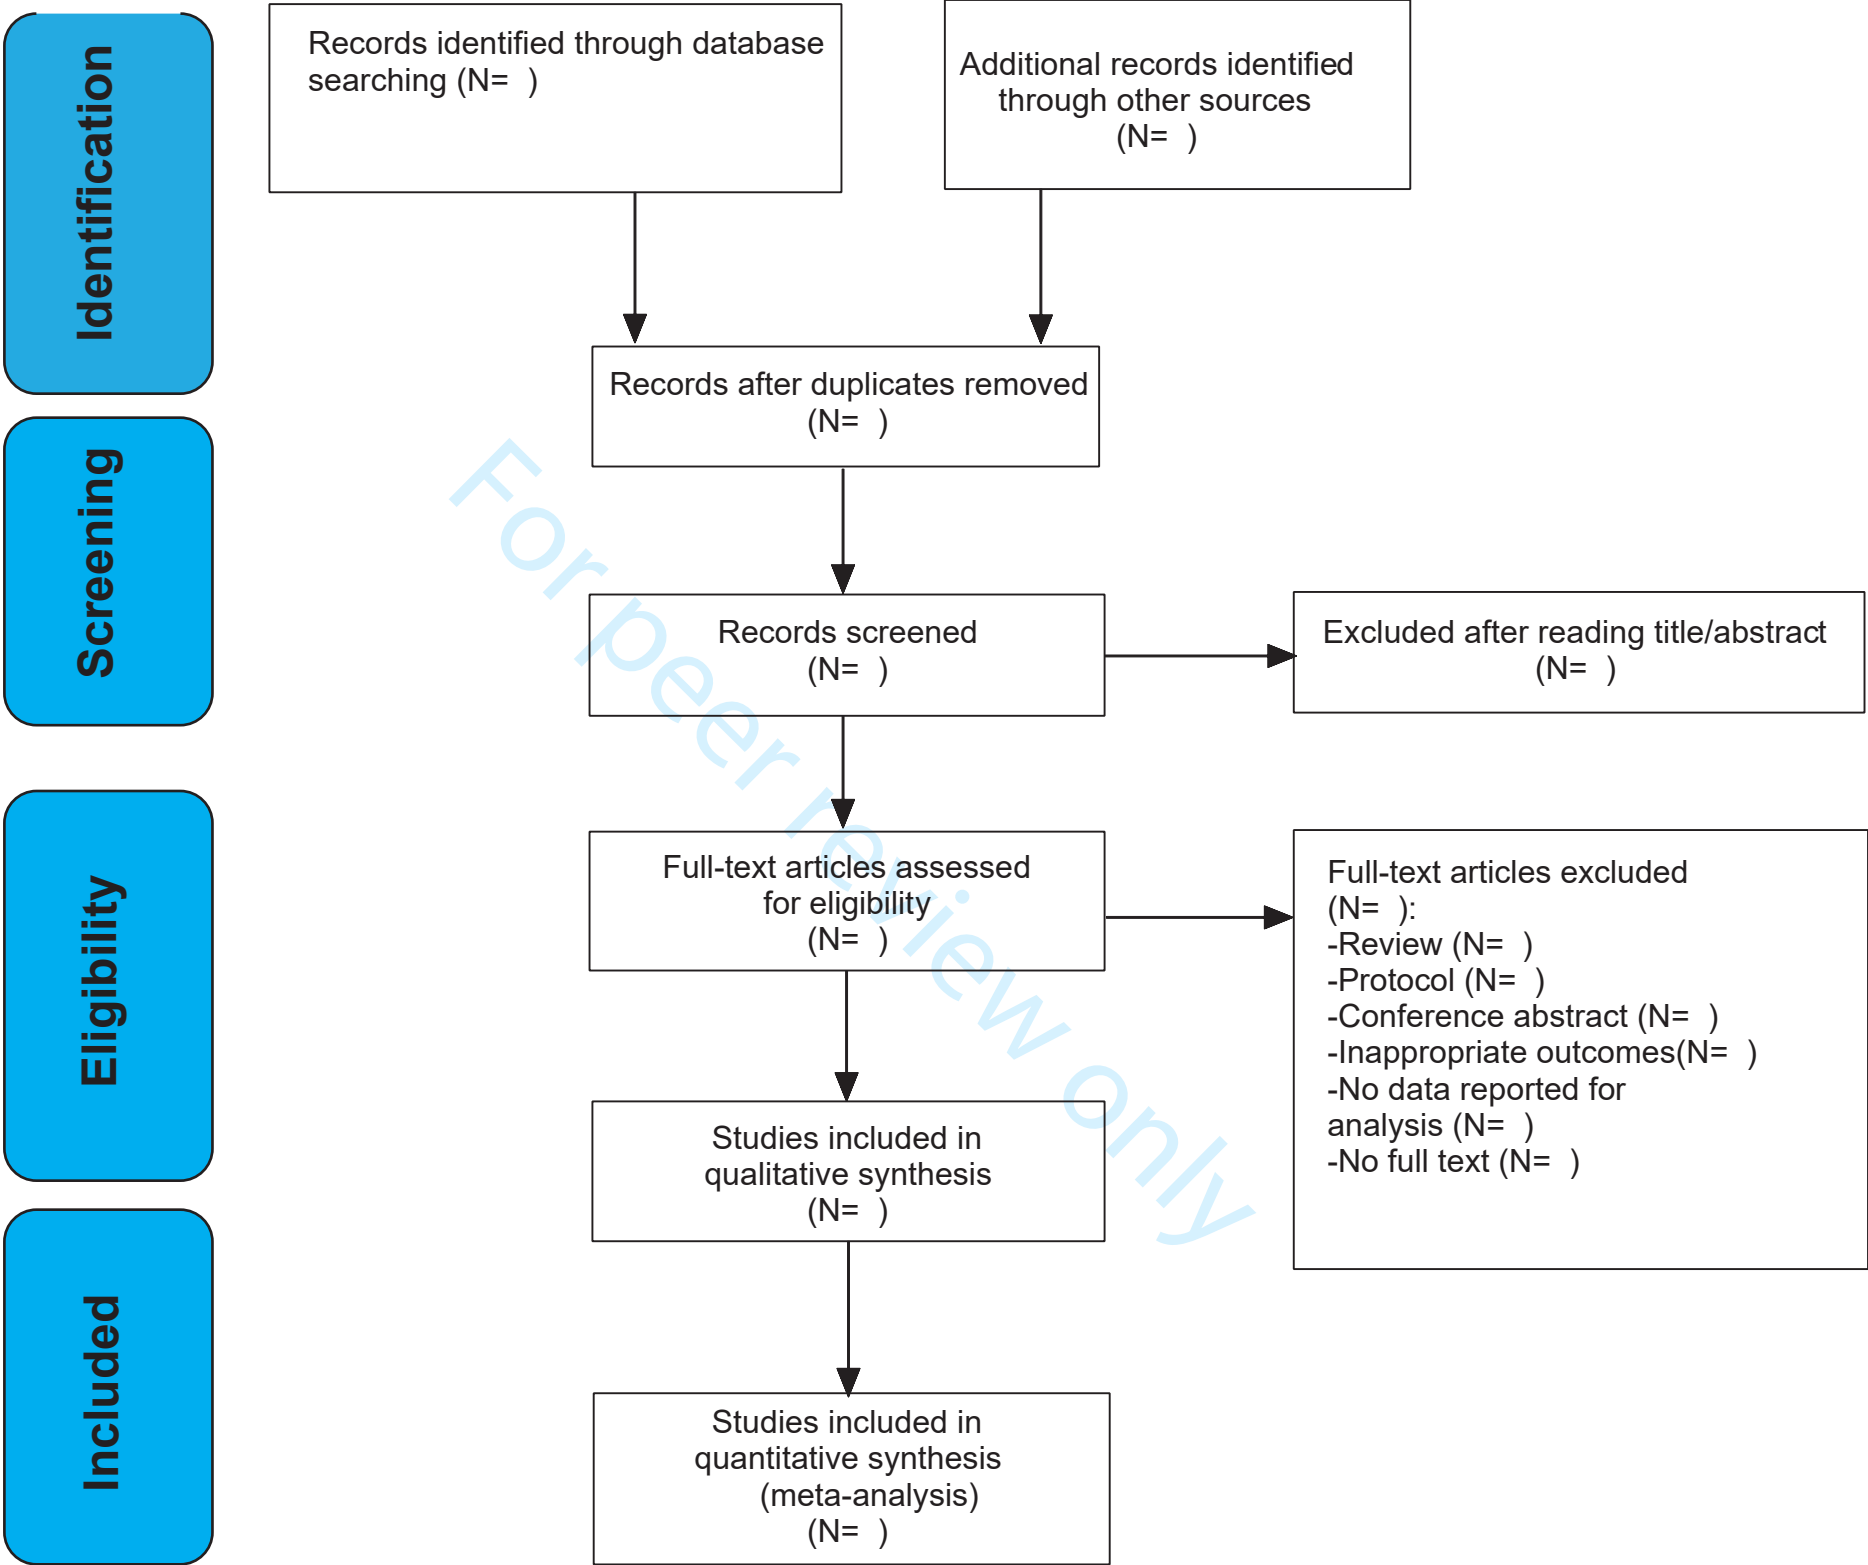 Identification
Records identified through database
searching (N=  )
Additional records identified
through other sources
(N=  )
Records after duplicates removed
(N=  )
Screening
Records screened
(N=  )
Excluded after reading title/abstract
(N=  )
Eligibility
Full-text articles assessed
for eligibility
(N=  )
Full-text articles excluded
(N=  ):
-Review (N=  )
-Protocol (N=  )
-Conference abstract (N=  )
-Inappropriate outcomes(N=  )
-No data reported for
analysis (N=  )
-No full text (N=  )
Studies included in
qualitative synthesis
(N=  )
Included
Studies included in
quantitative synthesis
(meta-analysis)
(N=  )
For peer review only